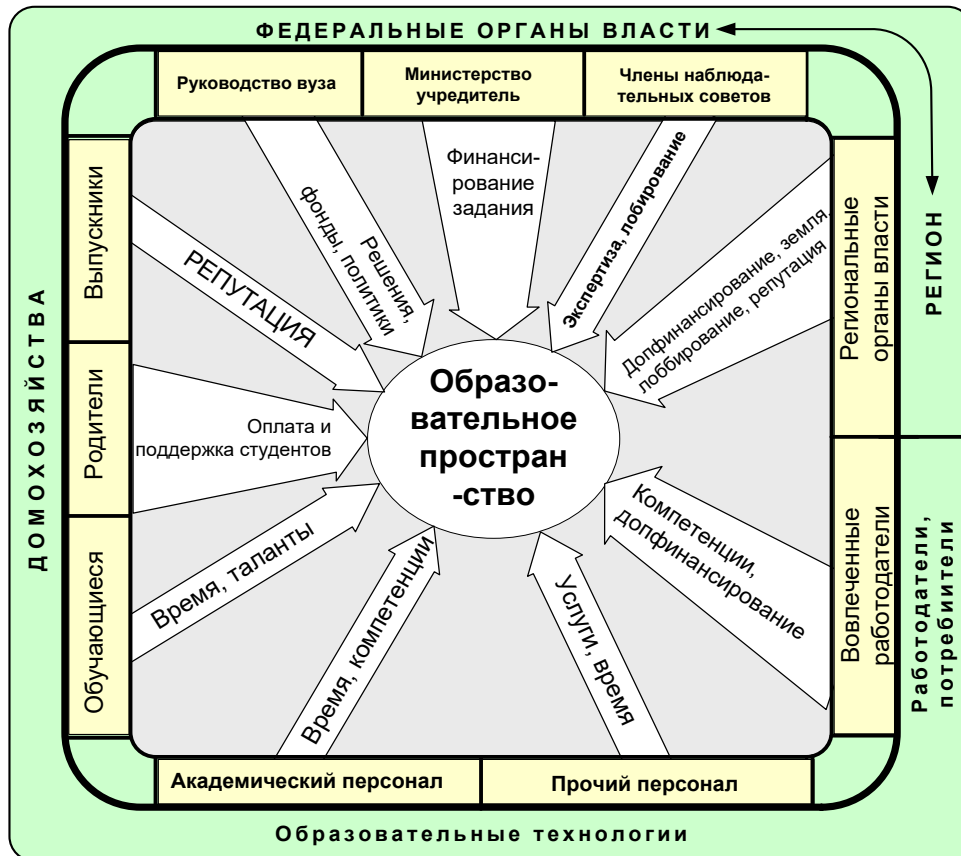 ФЕДЕРАЛЬНЫЕ ОРГАНЫ ВЛАСТИ
Руководство вуза
Министерство
учредитель
Члены наблюда-
тельных советов
ДОМОХОЗЯЙСТВА
Выпускники
Родители
Обучающиеся
РЕПУТАЦИЯ
Решения,
фонды, политики
Финанси-
рование
задания
Экспертиза, лобирование
Допфинансирование, земля,
лоббирование, репутация
Региональные
органы власти
РЕГИОН
Оплата и
поддержка студентов
Образо-
вательное
простран
-ство
Время, таланты
Время, компетенции
Услуги, время
Компетенции,
допфинансирование
Вовлеченные
работодатели
Работодатели,
потребиители
Академический персонал
Прочий персонал
Образовательные технологии